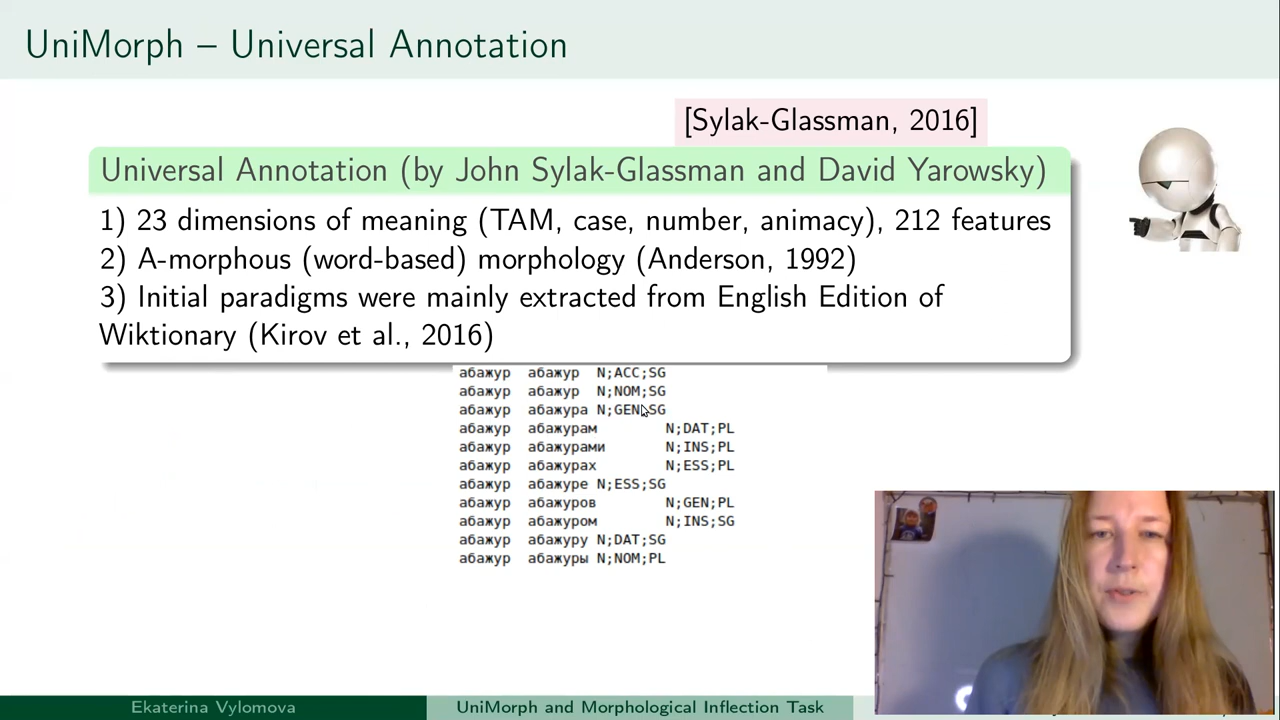 UniMorph – Universal Annotation
[Sylak-Glassman, 2016]
Universal Annotation (by John Sylak-Glassman and David Yarowsky)
1) 23 dimensions of meaning (TAM, case, number, animacy), 212 features
2) A-morphous (word-based) morphology (Anderson, 1992)
3) Initial paradigms were mainly extracted from English Edition of
Wiktionary (Kirov et al., 2016)
абажур абажур N;ACC;SG
абажур абажур N;NOM;SG
абажур абажура N;GEN;SG
абажур абажурам N;DAT;PL
абажур абажурами N;INS;PL
абажур абажурах N;ESS;PL
абажур абажуре N;ESS;SG
абажур абажуров N;GEN;PL
абажур абажуром N;INS;SG
абажур абажуру N;DAT;SG
абажур абажуры N;NOM;PL
Ekaterina Vylomova
UniMorph and Morphological Inflection Task